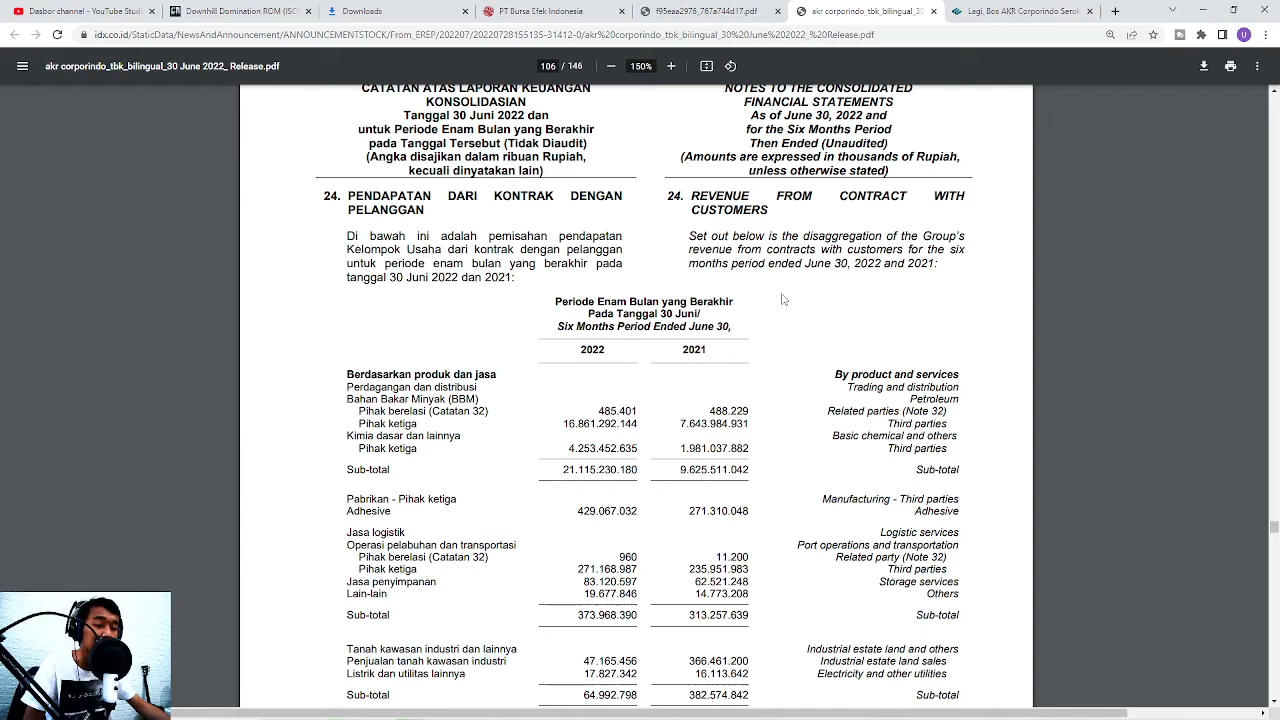 Dasbor channel - YouTube Studi
Downhill Domination ROM (ISO)
Downloads
PT Bursa Efek Indonesia
f95eaa2976_767a744d17.pdf
akr corporindo_tbk_bilingual_30
Lagi, Bos AKR Corporindo Serok
idx.co.id/StaticData/NewsAndAnnouncement/ANNOUNCEMENTSTOCK/From_EREP/202207/20220728155135-31412-0/akr%20corporindo_tbk_bilingual_30%20June%202022_%20Release.pdf
akr corporindo_tbk_bilingual_30 June 2022_ Release.pdf
106 / 146
150%
CATATAN ATAS LAPORAN KEUANGAN
KONSOLIDASIAN
Tanggal 30 Juni 2022 dan
untuk Periode Enam Bulan yang Berakhir
pada Tanggal Tersebut (Tidak Diaudit)
(Angka disajikan dalam ribuan Rupiah,
kecuali dinyatakan lain)
NOTES TO THE CONSOLIDATED
FINANCIAL STATEMENTS
As of June 30, 2022 and
for the Six Months Period
Then Ended (Unaudited)
(Amounts are expressed in thousands of Rupiah,
unless otherwise stated)
24. PENDAPATAN DARI KONTRAK DENGAN
PELANGGAN
24. REVENUE FROM CONTRACT WITH
CUSTOMERS
Di bawah ini adalah pemisahan pendapatan
Kelompok Usaha dari kontrak dengan pelanggan
untuk periode enam bulan yang berakhir pada
tanggal 30 Juni 2022 dan 2021:
Set out below is the disaggregation of the Group's
revenue from contracts with customers for the six
months period ended June 30, 2022 and 2021:
Periode Enam Bulan yang Berakhir
Pada Tanggal 30 Juni/
Six Months Period Ended June 30,
2022 2021
Berdasarkan produk dan jasa By product and services
Perdagangan dan distribusi Trading and distribution
Bahan Bakar Minyak (BBM) Petroleum
Pihak berelasi (Catatan 32) 485.401 488.229 Related parties (Note 32)
Pihak ketiga 16.861.292.144 7.643.984.931 Third parties
Kimia dasar dan lainnya Basic chemical and others
Pihak ketiga 4.253.452.635 1.981.037.882 Third parties
Sub-total 21.115.230.180 9.625.511.042 Sub-total
Pabrikan - Pihak ketiga Manufacturing - Third parties
Adhesive 429.067.032 271.310.048 Adhesive
Jasa logistik Logistic services
Operasi pelabuhan dan transportasi Port operations and transportation
Pihak berelasi (Catatan 32) 960 11.200 Related party (Note 32)
Pihak ketiga 271.168.987 235.951.983 Third parties
Jasa penyimpanan 83.120.597 62.521.248 Storage services
Lain-lain 19.677.846 14.773.208 Others
Sub-total 373.968.390 313.257.639 Sub-total
Tanah kawasan industri dan lainnya Industrial estate land and others
Penjualan tanah kawasan industri 47.165.456 366.461.200 Industrial estate land sales
Listrik dan utilitas lainnya 17.827.342 16.113.642 Electricity and other utilities
Sub-total 64.992.798 382.574.842 Sub-total